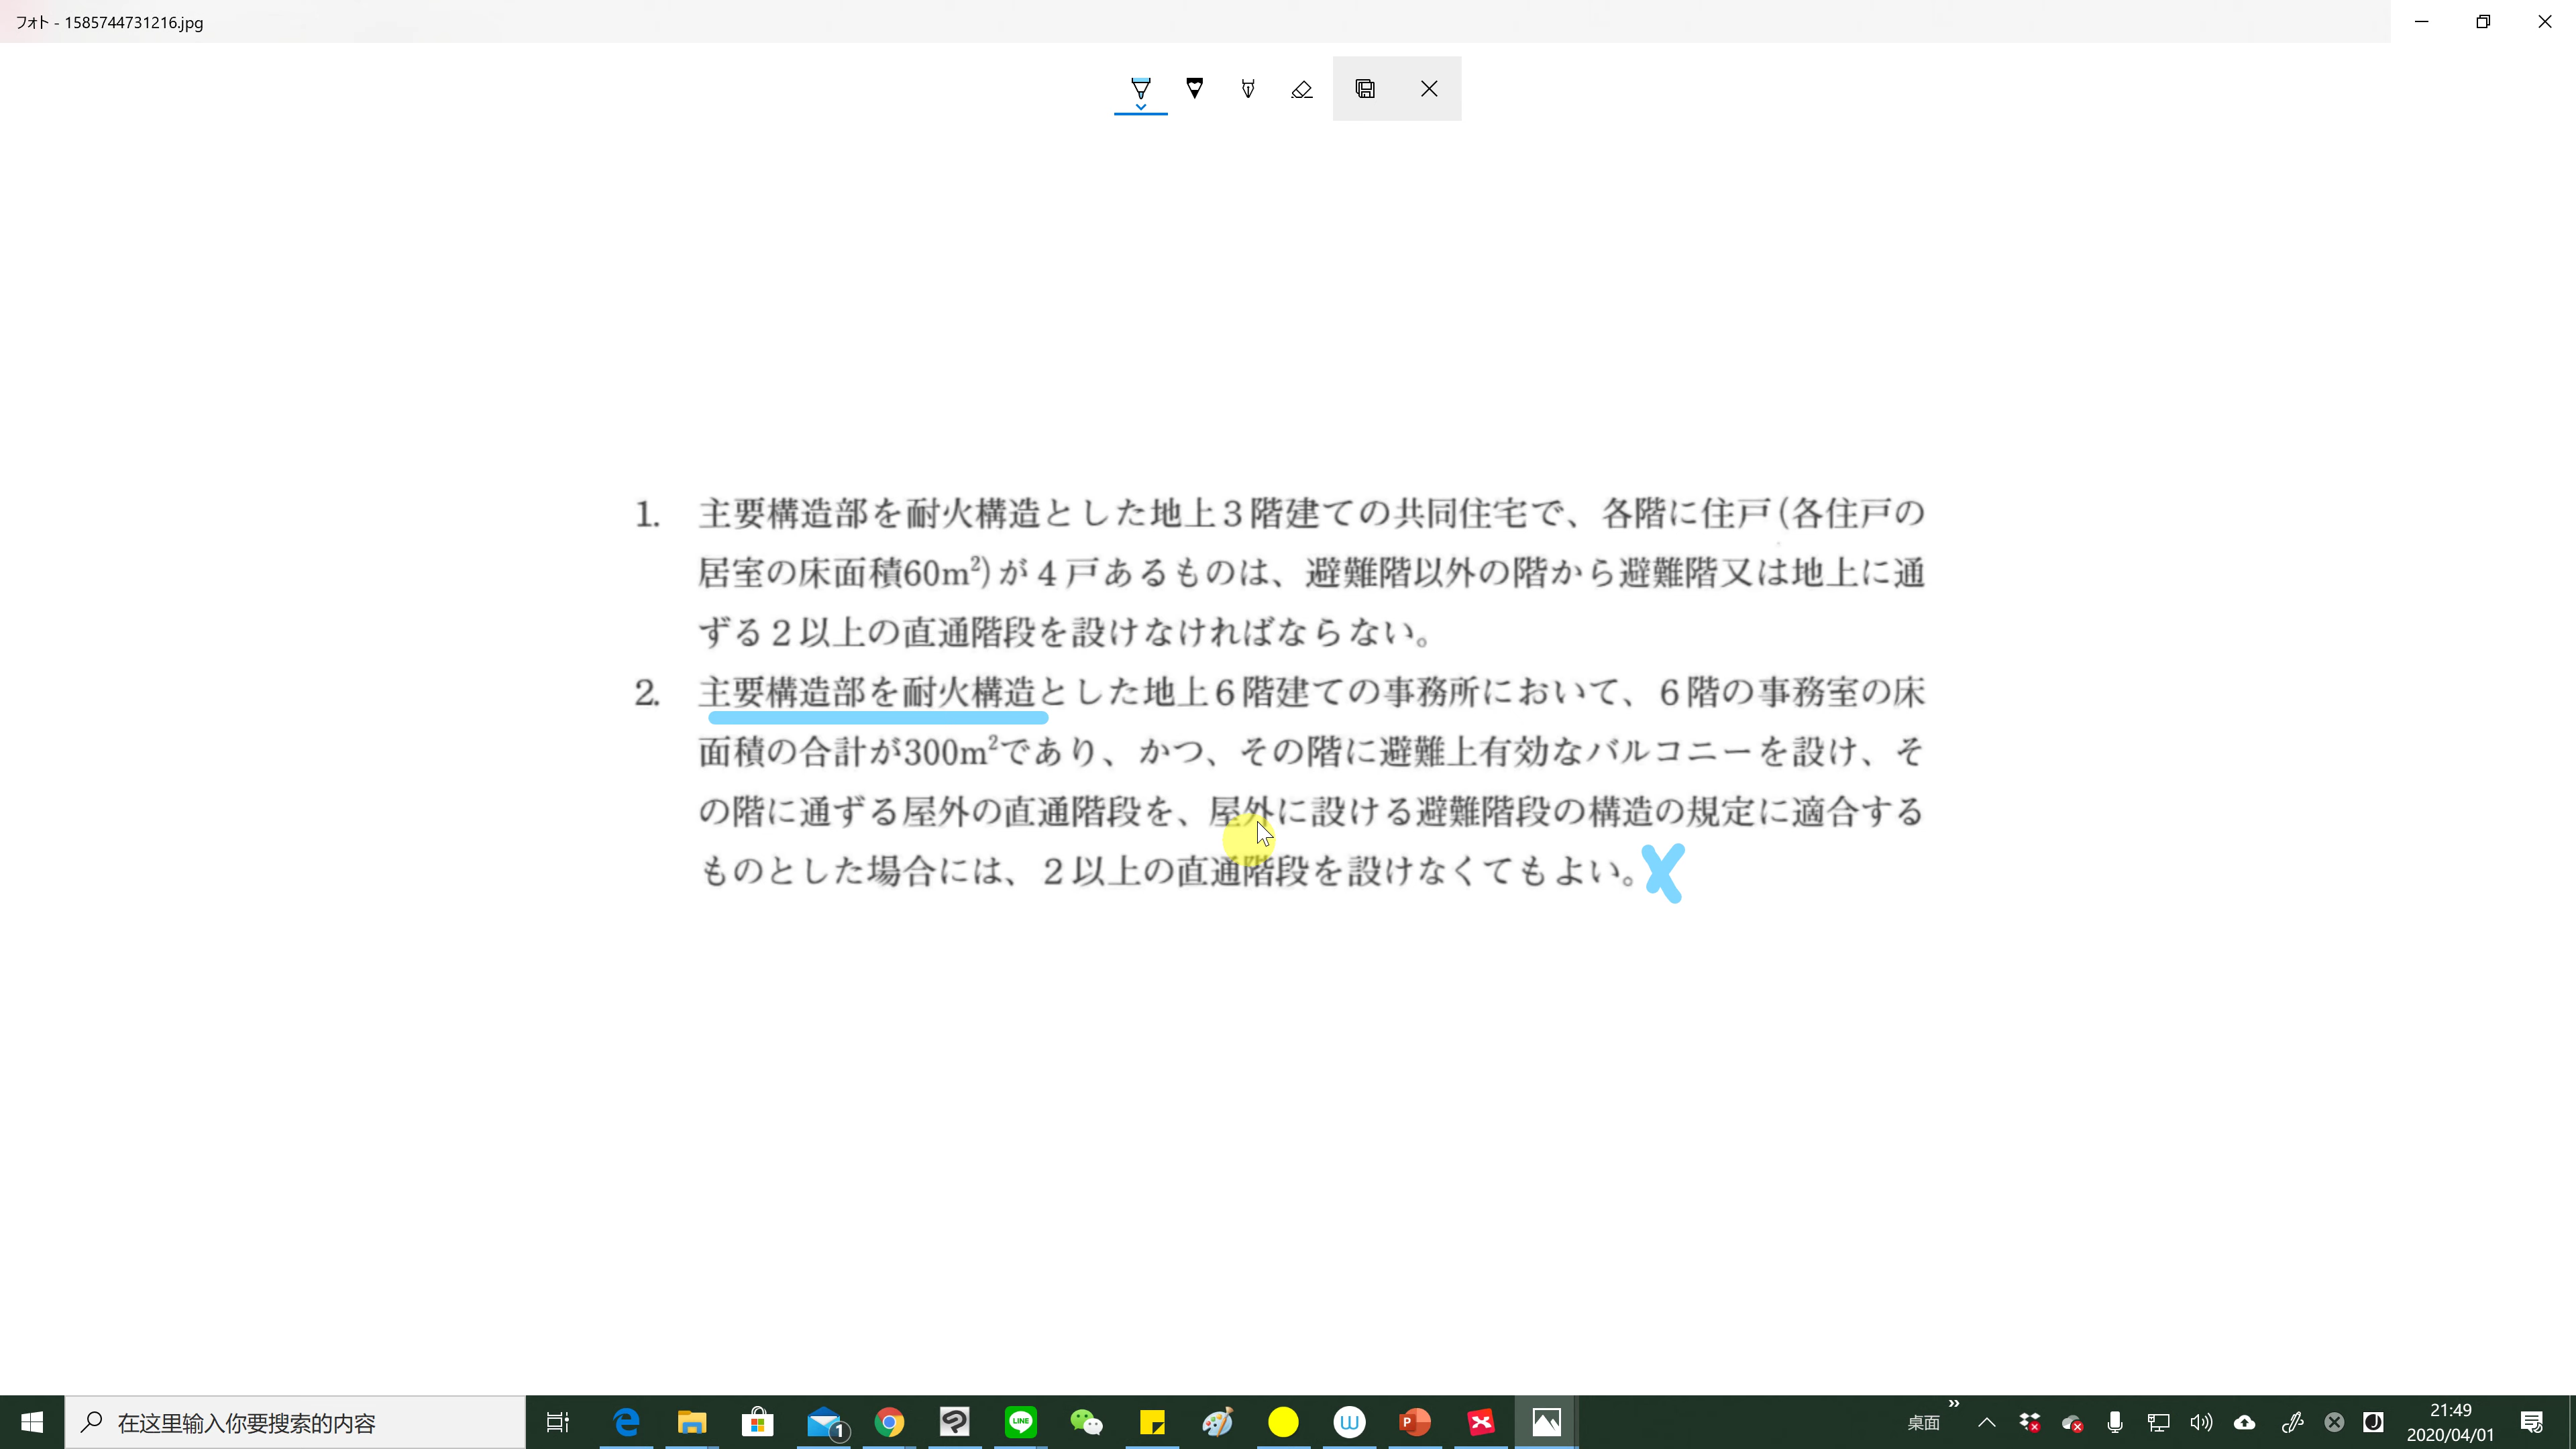 フォト - 1585744731216.jpg
1. 主要構造部を耐火構造とした地上3階建ての共同住宅で、各階に住戸(各住戸の
居室の床面積60m²)が4戸あるものは、避難階以外の階から避難階又は地上に通
ずる2以上の直通階段を設けなければならない。
2. 主要構造部を耐火構造とした地上6階建ての事務所において、6階の事務室の床
面積の合計が300m²であり、かつ、その階に避難上有効なバルコニーを設け、そ
の階に通ずる屋外の直通階段を、屋外に設ける避難階段の構造の規定に適合する
ものとした場合には、2以上の直通階段を設けなくてもよい。
在这里输入你要搜索的内容
1
LINE
W
P
桌面
J
21:49
2020/04/01
3